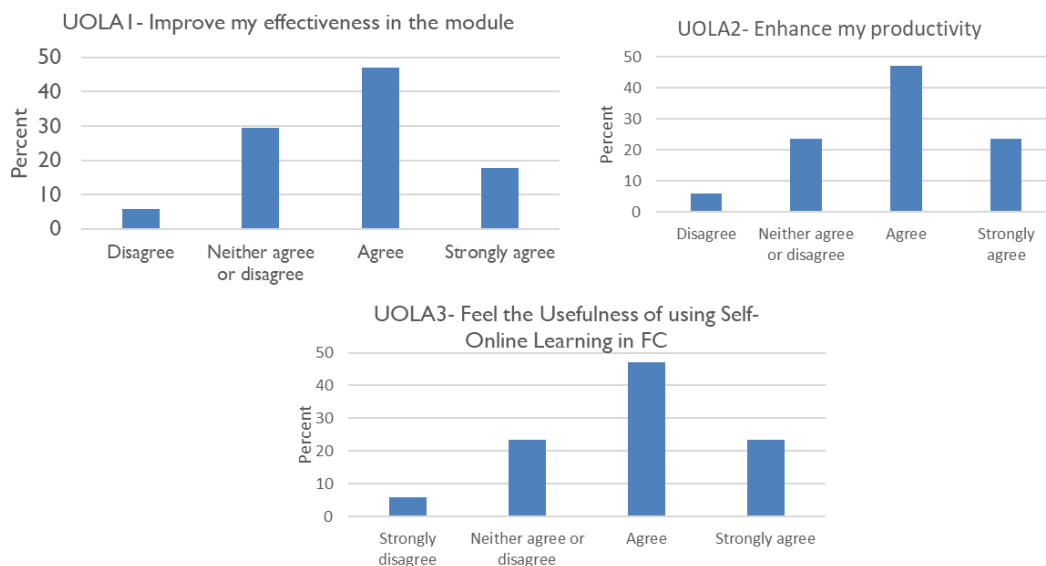 UOLA1- Improve my effectiveness in the module
Percent
50
40
30
20
10
0
Disagree
Neither agree
or disagree
Agree
Strongly agree
UOLA2- Enhance my productivity
Percent
50
40
30
20
10
0
Disagree
Neither agree
or disagree
Agree
Strongly
agree
UOLA3- Feel the Usefulness of using Self-
Online Learning in FC
Percent
50
40
30
20
10
0
Strongly
disagree
Neither agree or
disagree
Agree
Strongly agree